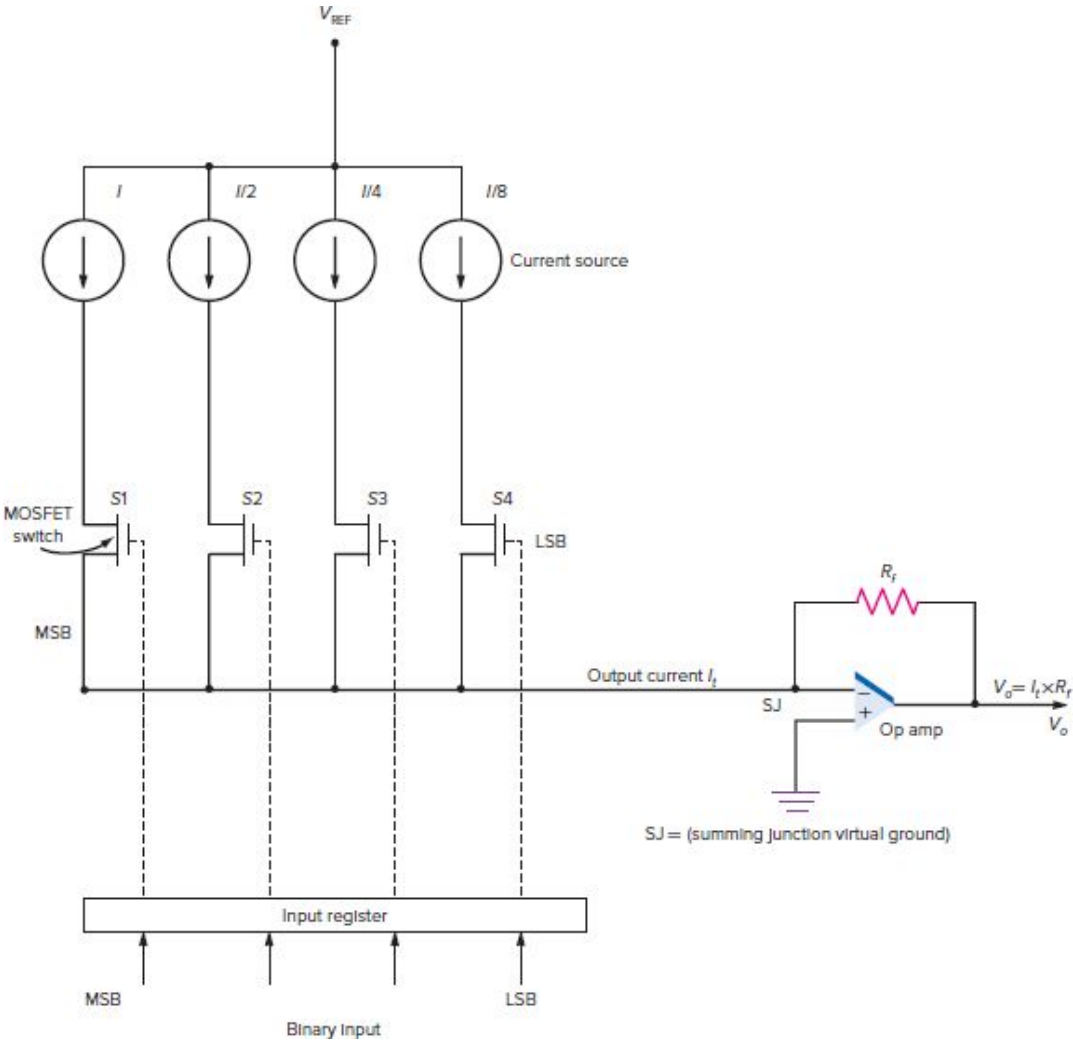 V_REF
I
I/2
I/4
I/8
Current source
S1
S2
S3
S4
MOSFET
switch
LSB
MSB
R_f
Output current I_t
SJ
−
+
Op amp
V_o = I_t × R_f
V_o
SJ = (summing junction virtual ground)
Input register
MSB
LSB
Binary input